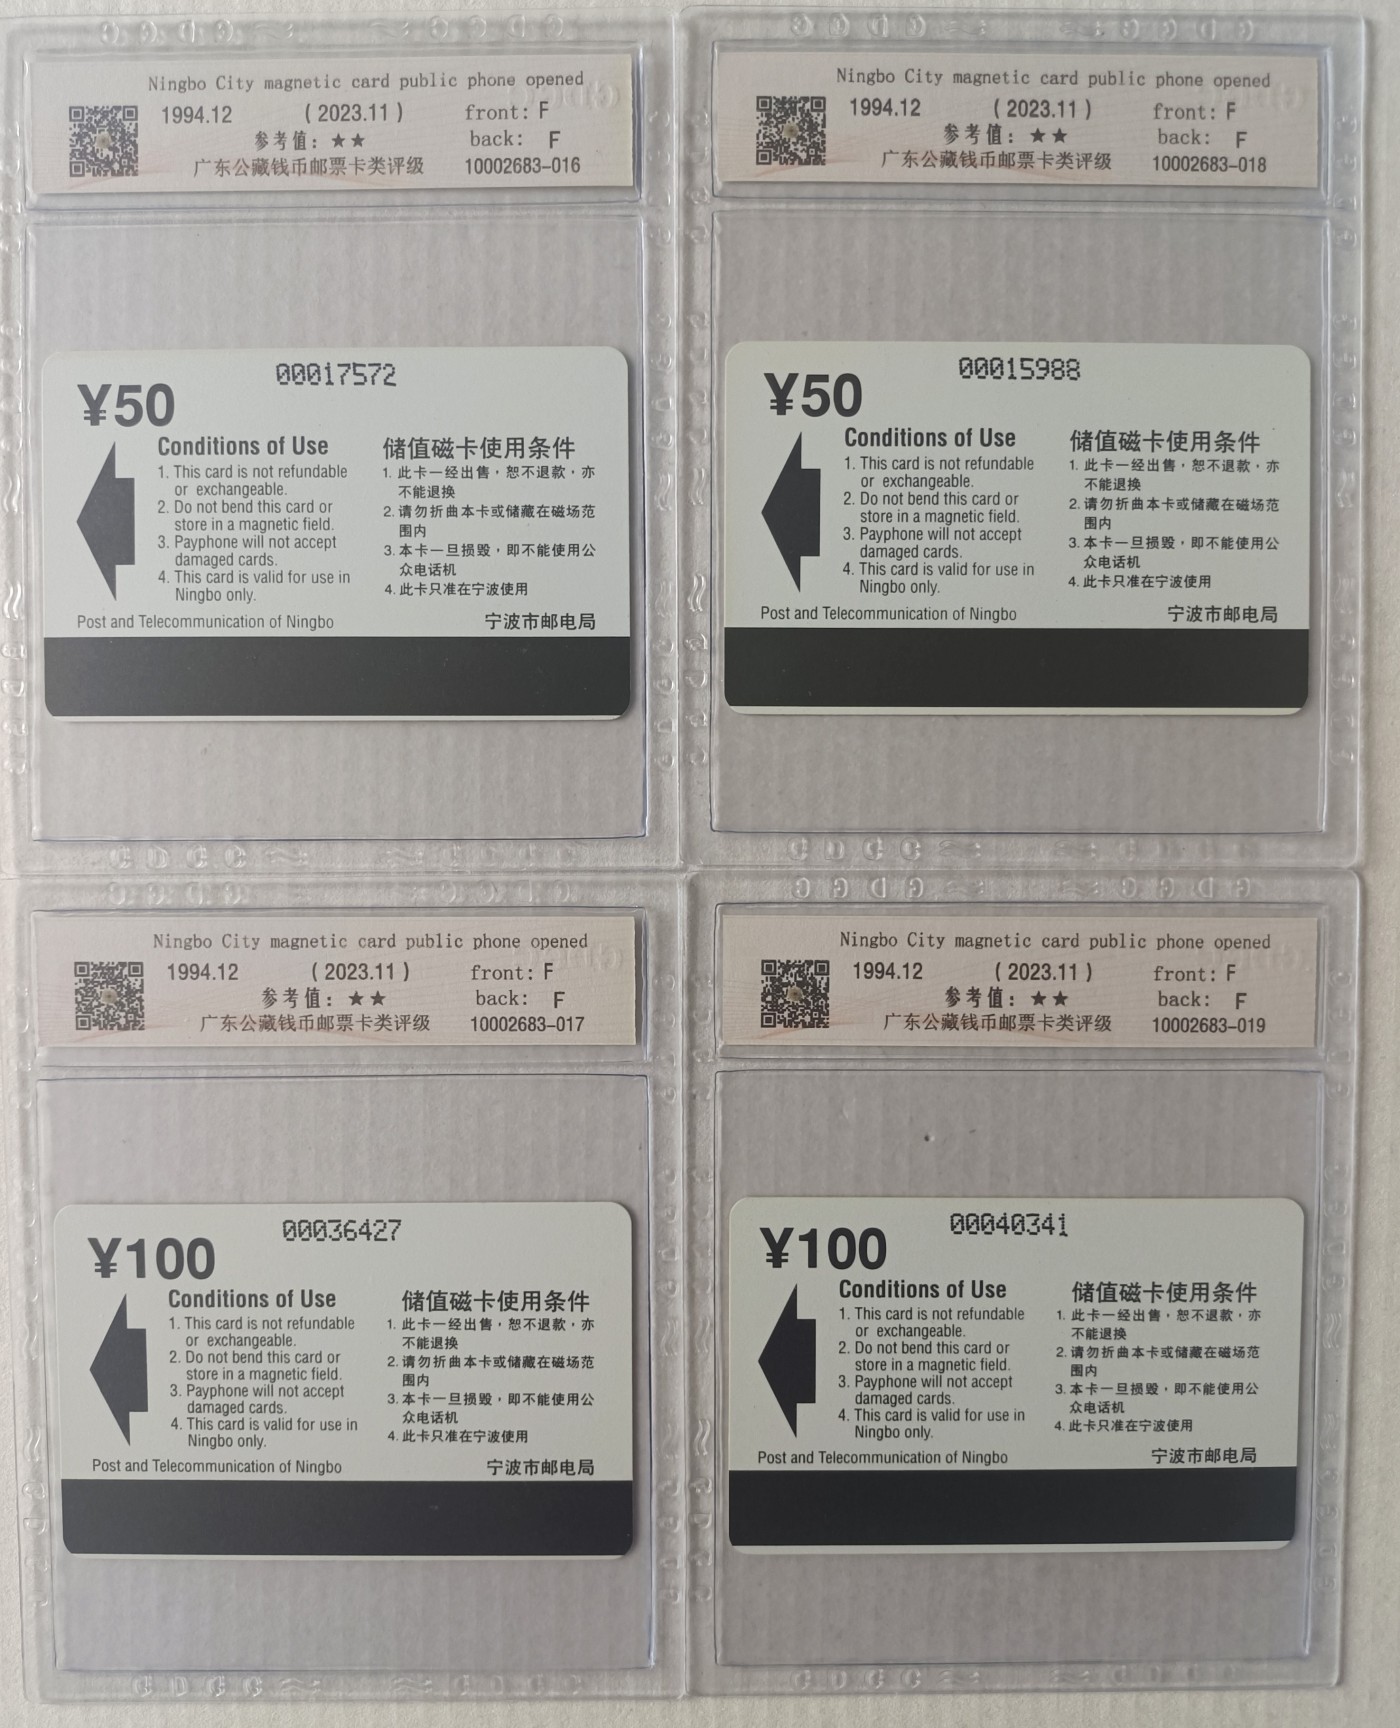 Ningbo City magnetic card public phone opened
1994.12 (2023.11) front: F
参考值：★★ back: F
广东公藏钱币邮票卡类评级 10002683-016
00017572
¥50
Conditions of Use
1. This card is not refundable
or exchangeable.
2. Do not bend this card or
store in a magnetic field.
3. Payphone will not accept
damaged cards.
4. This card is valid for use in
Ningbo only.
Post and Telecommunication of Ningbo
储值磁卡使用条件
1. 此卡一经出售，恕不退款，亦
不能退换
2. 请勿折曲本卡或储藏在磁场范
围内
3. 本卡一旦损毁，即不能使用公
众电话机
4. 此卡只准在宁波使用
宁波市邮电局
Ningbo City magnetic card public phone opened
1994.12 (2023.11) front: F
参考值：★★ back: F
广东公藏钱币邮票卡类评级 10002683-018
00015988
¥50
Conditions of Use
1. This card is not refundable
or exchangeable.
2. Do not bend this card or
store in a magnetic field.
3. Payphone will not accept
damaged cards.
4. This card is valid for use in
Ningbo only.
Post and Telecommunication of Ningbo
储值磁卡使用条件
1. 此卡一经出售，恕不退款，亦
不能退换
2. 请勿折曲本卡或储藏在磁场范
围内
3. 本卡一旦损毁，即不能使用公
众电话机
4. 此卡只准在宁波使用
宁波市邮电局
Ningbo City magnetic card public phone opened
1994.12 (2023.11) front: F
参考值：★★ back: F
广东公藏钱币邮票卡类评级 10002683-017
00036427
¥100
Conditions of Use
1. This card is not refundable
or exchangeable.
2. Do not bend this card or
store in a magnetic field.
3. Payphone will not accept
damaged cards.
4. This card is valid for use in
Ningbo only.
Post and Telecommunication of Ningbo
储值磁卡使用条件
1. 此卡一经出售，恕不退款，亦
不能退换
2. 请勿折曲本卡或储藏在磁场范
围内
3. 本卡一旦损毁，即不能使用公
众电话机
4. 此卡只准在宁波使用
宁波市邮电局
Ningbo City magnetic card public phone opened
1994.12 (2023.11) front: F
参考值：★★ back: F
广东公藏钱币邮票卡类评级 10002683-019
00040341
¥100
Conditions of Use
1. This card is not refundable
or exchangeable.
2. Do not bend this card or
store in a magnetic field.
3. Payphone will not accept
damaged cards.
4. This card is valid for use in
Ningbo only.
Post and Telecommunication of Ningbo
储值磁卡使用条件
1. 此卡一经出售，恕不退款，亦
不能退换
2. 请勿折曲本卡或储藏在磁场范
围内
3. 本卡一旦损毁，即不能使用公
众电话机
4. 此卡只准在宁波使用
宁波市邮电局